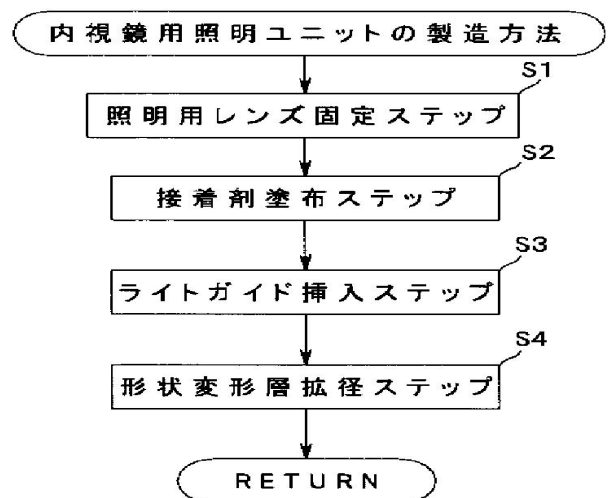 内視鏡用照明ユニットの製造方法
S1
照明用レンズ固定ステップ
S2
接着剤塗布ステップ
S3
ライトガイド挿入ステップ
S4
形状変形層拡径ステップ
RETURN